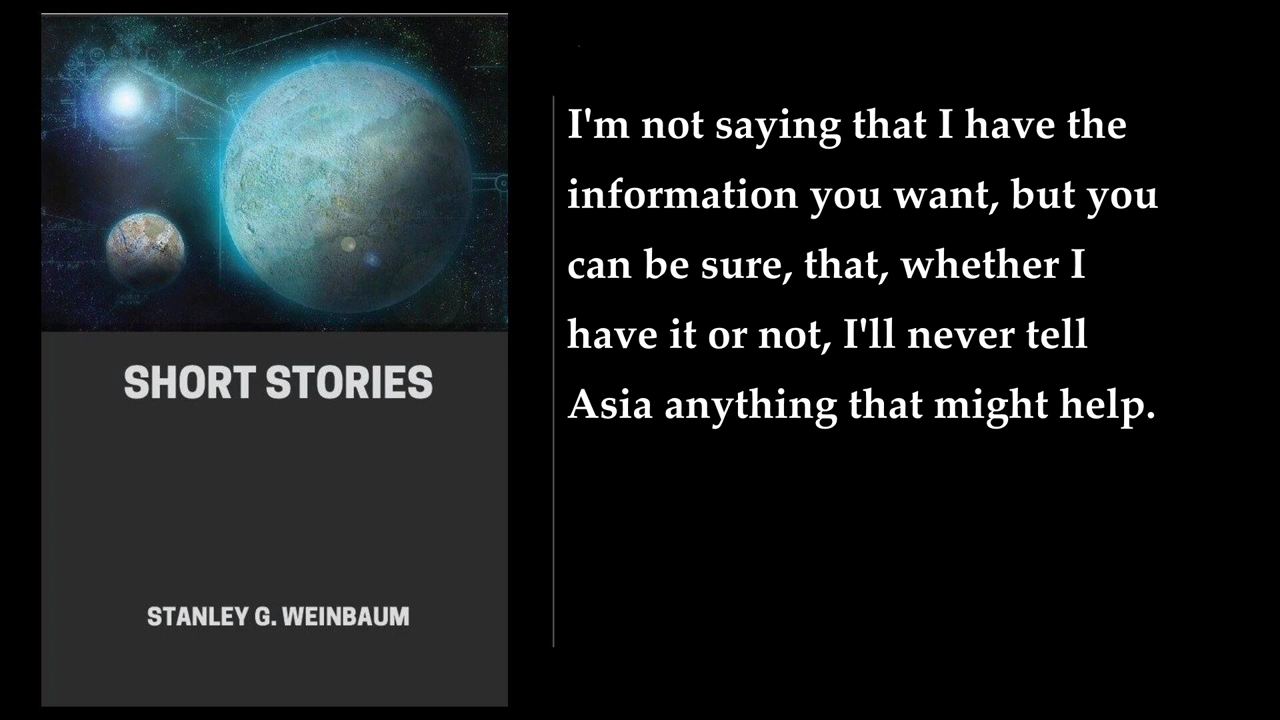 SHORT STORIES
STANLEY G. WEINBAUM
I'm not saying that I have the
information you want, but you
can be sure, that, whether I
have it or not, I'll never tell
Asia anything that might help.